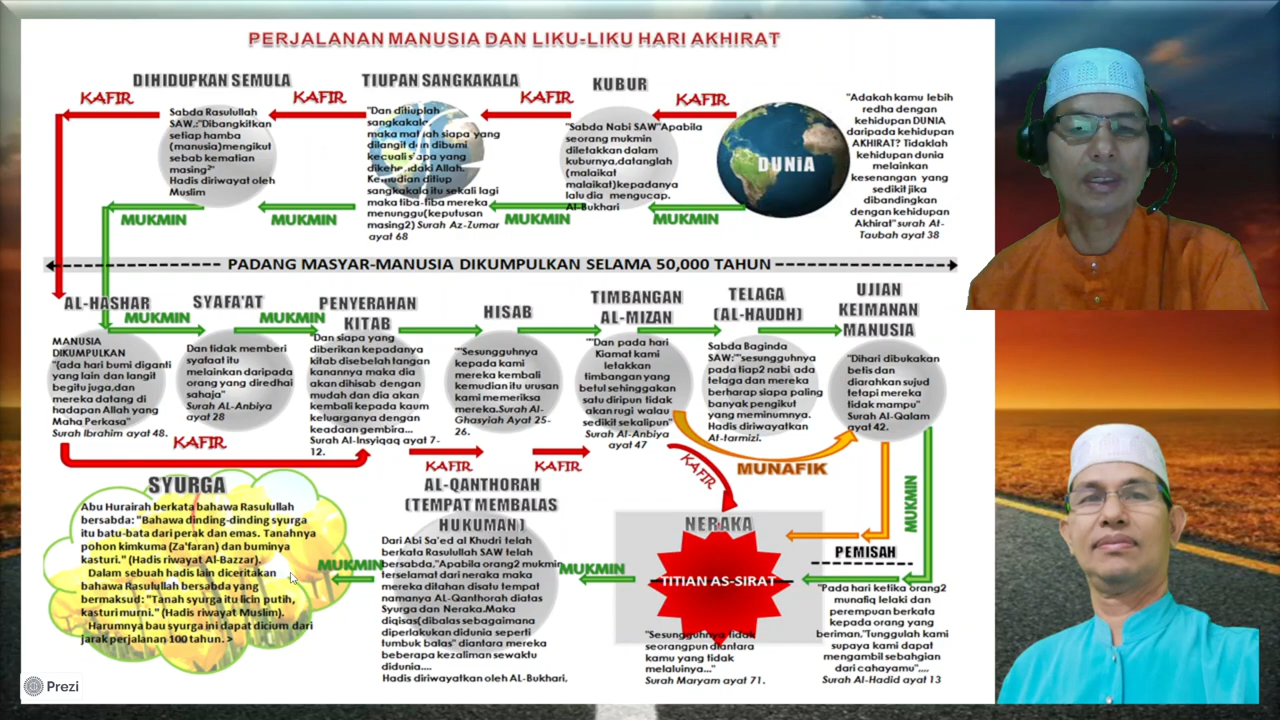 PERJALANAN MANUSIA DAN LIKU-LIKU HARI AKHIRAT
DIHIDUPKAN SEMULA
TIUPAN SANGKAKALA
KUBUR
KAFIR
KAFIR
KAFIR
KAFIR
Sabda Rasulullah
SAW.:"Dibangkitkan
setiap hamba
(manusia)mengikut
sebab kematian
masing2"
Hadis diriwayat oleh
Muslim
"Dan ditiuplah
sangkakala,
maka matilah siapa yang
dilangit dan dibumi
kecuali siapa yang
dikehendaki Allah.
Kemudian ditiup
sangkakala itu sekali lagi
maka tiba-tiba mereka
menunggu(keputusan
masing2) Surah Az-Zumar
ayat 68
"Sabda Nabi SAW"Apabila
seorang mukmin
diletakkan dalam
kuburnya,datanglah
(malaikat
malaikat)kepadanya
lalu dia mengucap.
Al-Bukhari
DUNIA
"Adakah kamu lebih
redha dengan
kehidupan DUNIA
daripada kehidupan
AKHIRAT? Tidaklah
kehidupan dunia
melainkan
kesenangan yang
sedikit jika
dibandingkan
dengan kehidupan
Akhirat" surah At-
Taubah ayat 38
MUKMIN
MUKMIN
MUKMIN
MUKMIN
PADANG MASYAR-MANUSIA DIKUMPULKAN SELAMA 50,000 TAHUN
AL-HASHAR
MUKMIN
SYAFA'AT
MUKMIN
PENYERAHAN
KITAB
HISAB
TIMBANGAN
AL-MIZAN
TELAGA
(AL-HAUDH)
UJIAN
KEIMANAN
MANUSIA
MANUSIA
DIKUMPULKAN
"(ada hari bumi diganti
yang lain dan langit
begitu juga,dan
mereka datang di
hadapan Allah yang
Maha Perkasa"
Surah Ibrahim ayat 48.
Dan tidak memberi
syafaat itu
melainkan daripada
orang yang diredhai
sahaja"
Surah AL-Anbiya
ayat 28
"Dan siapa yang
diberikan kepadanya
kitab disebelah tangan
kanannya maka dia
akan dihisab dengan
mudah dan dia akan
kembali kepada kaum
keluarganya dengan
keadaan gembira...
Surah Al-Insyiqaq ayat 7-
12.
""Sesungguhnya
kepada kami
mereka kembali
kemudian itu urusan
kami memeriksa
mereka.Surah Al-
Ghasyiah Ayat 25-
26.
""Dan pada hari
Kiamat kami
letakkan
timbangan yang
betul sehinggakan
satu diripun tidak
akan rugi walau
sedikit sekalipun"
Surah Al-Anbiya
ayat 47
Sabda Baginda
SAW:""sesungguhnya
pada tiap2 nabi ada
telaga dan mereka
berharap siapa paling
banyak pengikut
yang meminumnya.
Hadis diriwayatkan
At-tarmizi.
"Dihari dibukakan
betis dan
diarahkan sujud
tetapi mereka
tidak mampu"
Surah Al-Qalam
ayat 42.
KAFIR
KAFIR
KAFIR
KAFIR
MUNAFIK
MUKMIN
SYURGA
Abu Hurairah berkata bahawa Rasulullah
bersabda: "Bahawa dinding-dinding syurga
itu batu-bata dari perak dan emas. Tanahnya
pohon kimkuma (Za'faran) dan buminya
kasturi." (Hadis riwayat Al-Bazzar).
Dalam sebuah hadis lain diceritakan
bahawa Rasulullah bersabda yang
bermaksud: "Tanah syurga itu licin putih,
kasturi murni." (Hadis riwayat Muslim).
Harumnya bau syurga ini dapat dicium dari
jarak perjalanan 100 tahun. >
MUKMIN
AL-QANTHORAH
(TEMPAT MEMBALAS
HUKUMAN)
Dari Abi Sa'ed al Khudri telah
berkata Rasulullah SAW telah
bersabda,"Apabila orang2 mukmin
terselamat dari neraka maka
mereka ditahan disatu tempat
namanya AL-Qanthorah diatas
Syurga dan Neraka.Maka
diqisas(dibalas sebagaimana
diperlakukan didunia seperti
tumbuk balas" diantara mereka
beberapa kezaliman sewaktu
didunia....
Hadis diriwayatkan oleh AL-Bukhari,
MUKMIN
NERAKA
TITIAN AS-SIRAT
"Sesungguhnya tidak
seorangpun diantara
kamu yang tidak
melaluinya..."
Surah Maryam ayat 71.
PEMISAH
"Pada hari ketika orang2
munafiq lelaki dan
perempuan berkata
kepada orang yang
beriman,"Tunggulah kami
supaya kami dapat
mengambil sebahgian
dari cahayamu",,,,
Surah Al-Hadid ayat 13
Prezi